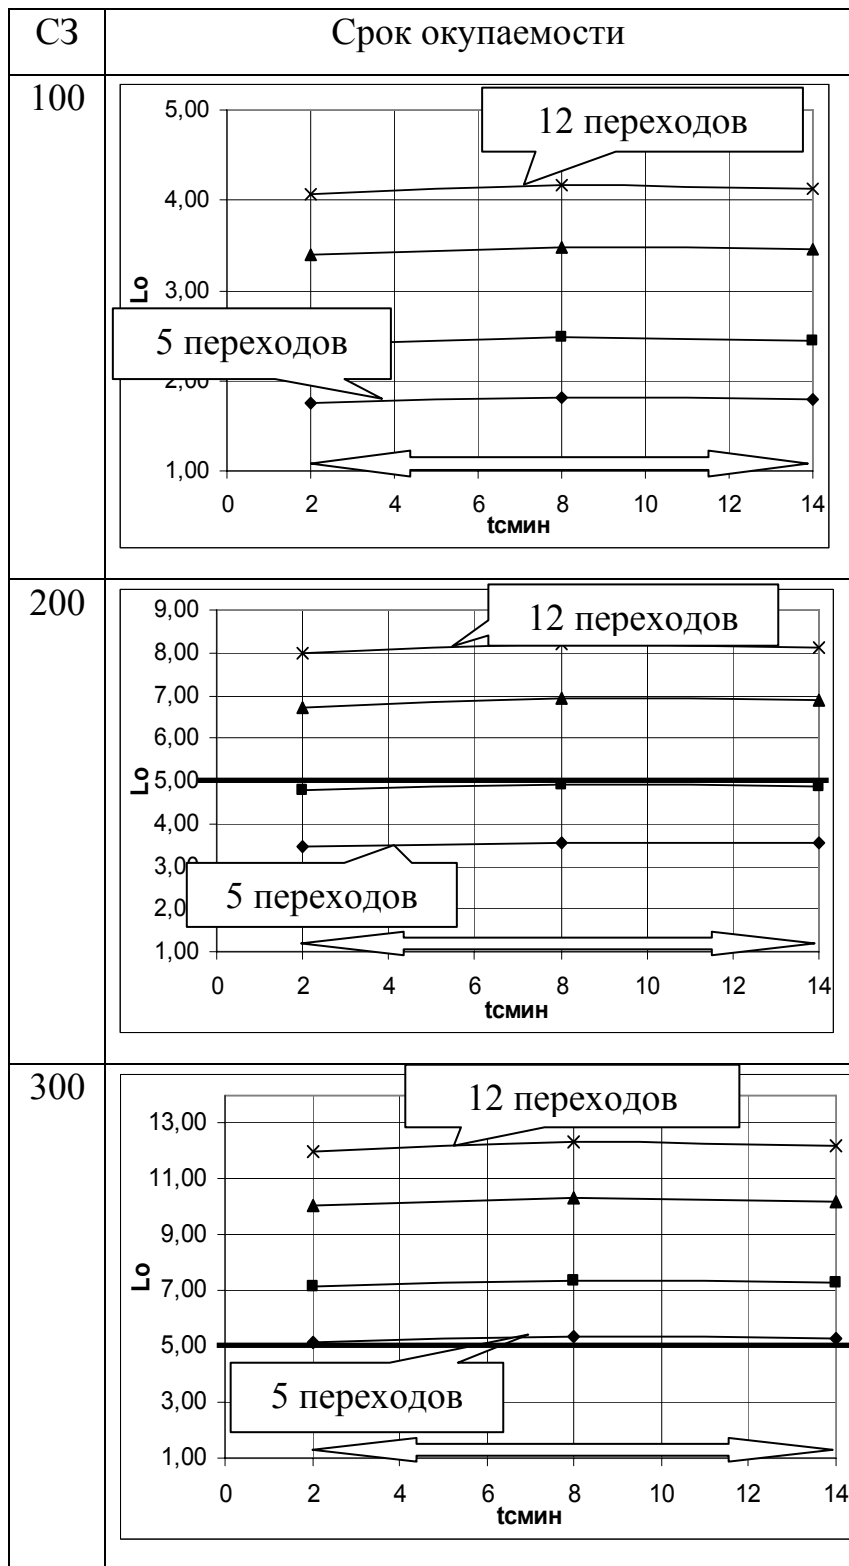 СЗ
Срок окупаемости
100
5,00
4,00
3,00
2,00
1,00
Lo
12 переходов
5 переходов
0 2 4 6 8 10 12 14
tсмин
200
9,00
8,00
7,00
6,00
5,00
4,00
3,00
2,0
1,00
Lo
12 переходов
5 переходов
0 2 4 6 8 10 12 14
tсмин
300
13,00
11,00
9,00
7,00
5,00
3,00
1,00
Lo
12 переходов
5 переходов
0 2 4 6 8 10 12 14
tсмин